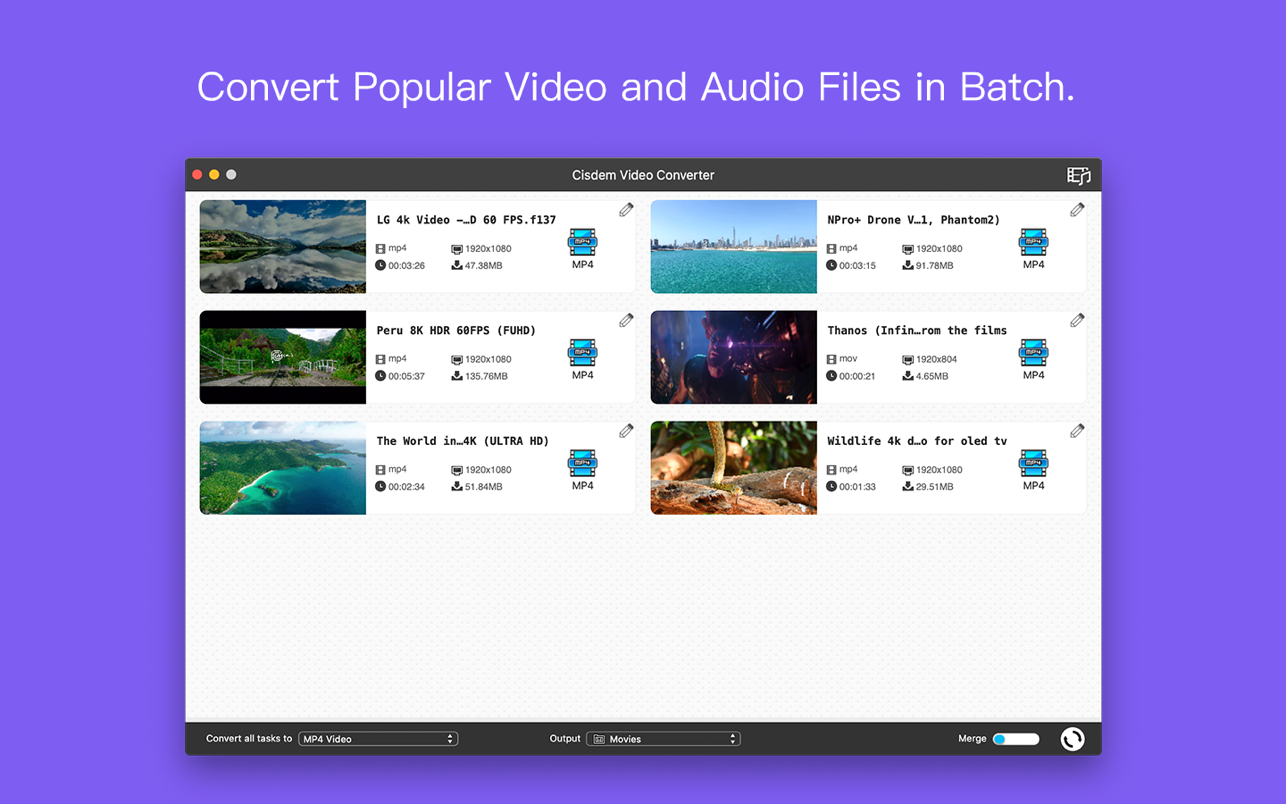 Convert Popular Video and Audio Files in Batch.
Cisdem Video Converter
LG 4k Video –…D 60 FPS.f137
mp4 1920x1080
00:03:26 47.38MB
MP4
MP4
NPro+ Drone V…1, Phantom2)
mp4 1920x1080
00:03:15 91.78MB
MP4
MP4
Peru 8K HDR 60FPS (FUHD)
mp4 1920x1080
00:05:37 135.76MB
MP4
MP4
Thanos (Infin…rom the films
mov 1920x804
00:00:21 4.65MB
MP4
MP4
The World in…4K (ULTRA HD)
mp4 1920x1080
00:02:34 51.84MB
MP4
MP4
Wildlife 4k d…o for oled tv
mp4 1920x1080
00:01:33 29.51MB
MP4
MP4
Convert all tasks to MP4 Video Output Movies Merge